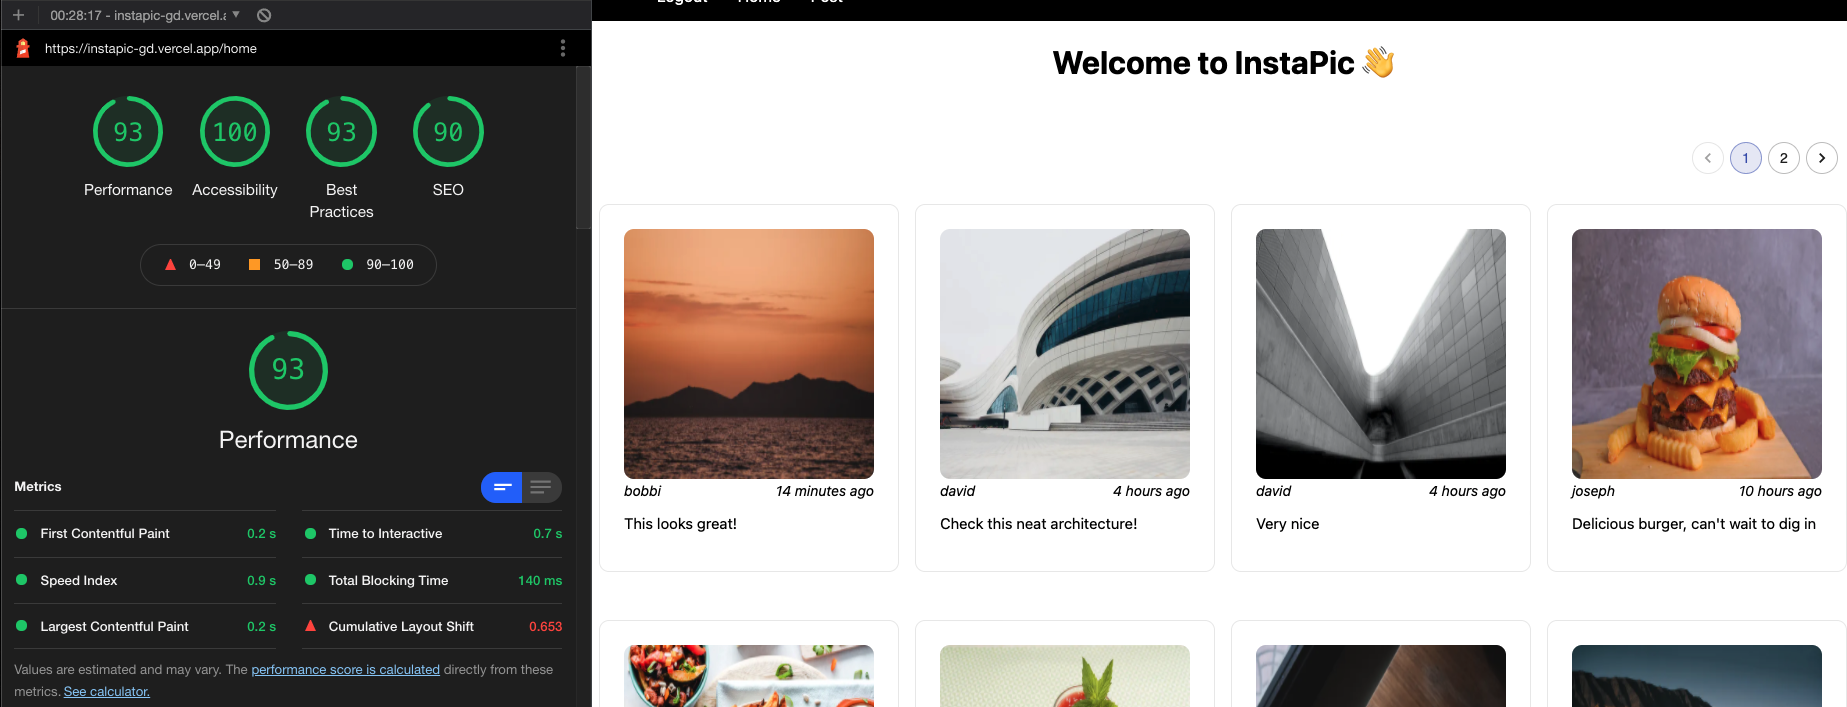 00:28:17 - instapic-gd.vercel.
https://instapic-gd.vercel.app/home
93
100
93
90
Performance
Accessibility
Best
Practices
SEO
0–49
50–89
90–100
93
Performance
Metrics
First Contentful Paint 0.2 s
Time to Interactive 0.7 s
Speed Index 0.9 s
Total Blocking Time 140 ms
Largest Contentful Paint 0.2 s
Cumulative Layout Shift 0.653
Values are estimated and may vary. The performance score is calculated directly from these
metrics. See calculator.
Logout Home Post
Welcome to InstaPic 👋
1 2
bobbi 14 minutes ago
This looks great!
david 4 hours ago
Check this neat architecture!
david 4 hours ago
Very nice
joseph 10 hours ago
Delicious burger, can't wait to dig in